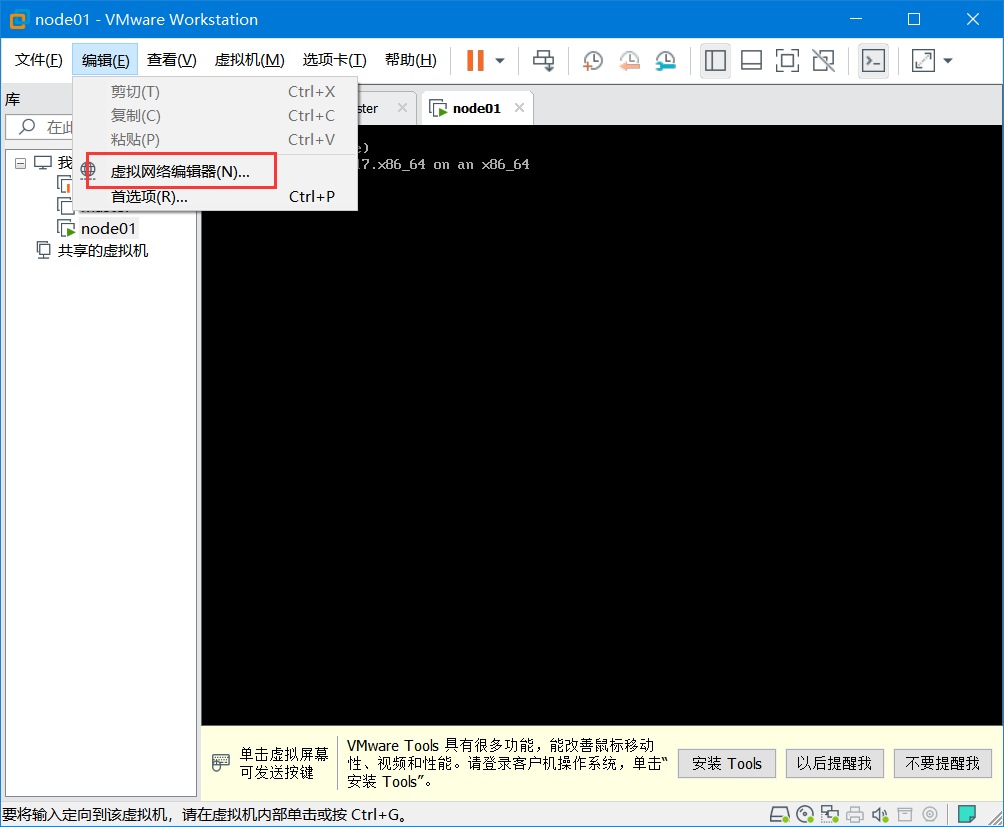 node01 - VMware Workstation
文件(F) 编辑(E) 查看(V) 虚拟机(M) 选项卡(T) 帮助(H)
剪切(T) Ctrl+X
复制(C) Ctrl+C
粘贴(P) Ctrl+V
虚拟网络编辑器(N)...
首选项(R)... Ctrl+P
库
在此
我
node01
共享的虚拟机
node01
.x86_64 on an x86_64
单击虚拟屏幕
可发送按键
VMware Tools 具有很多功能，能改善鼠标移动
性、视频和性能。请登录客户机操作系统，单击“
安装 Tools”。
安装 Tools
以后提醒我
不要提醒我
要将输入定向到该虚拟机，请在虚拟机内部单击或按 Ctrl+G。